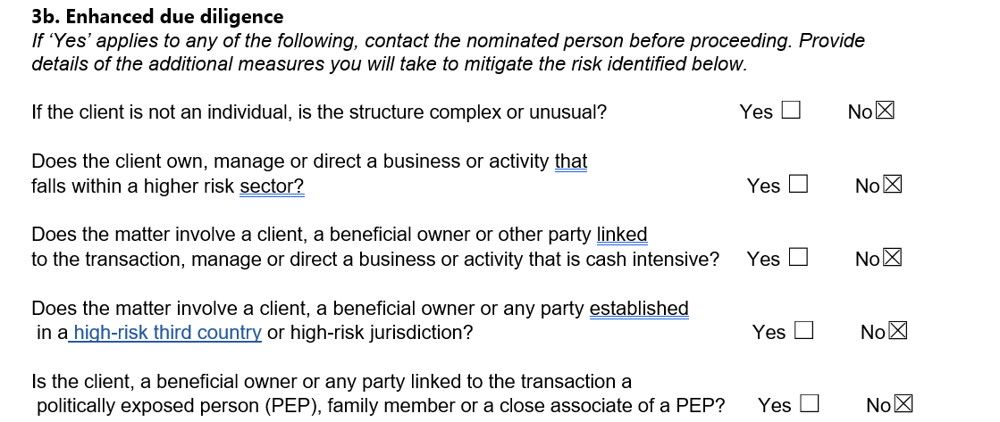 3b. Enhanced due diligence
If ‘Yes’ applies to any of the following, contact the nominated person before proceeding. Provide
details of the additional measures you will take to mitigate the risk identified below.
If the client is not an individual, is the structure complex or unusual? Yes ☐ No☒
Does the client own, manage or direct a business or activity that
falls within a higher risk sector? Yes ☐ No☒
Does the matter involve a client, a beneficial owner or other party linked
to the transaction, manage or direct a business or activity that is cash intensive? Yes ☐ No☒
Does the matter involve a client, a beneficial owner or any party established
in a high-risk third country or high-risk jurisdiction? Yes ☐ No☒
Is the client, a beneficial owner or any party linked to the transaction a
politically exposed person (PEP), family member or a close associate of a PEP? Yes ☐ No☒